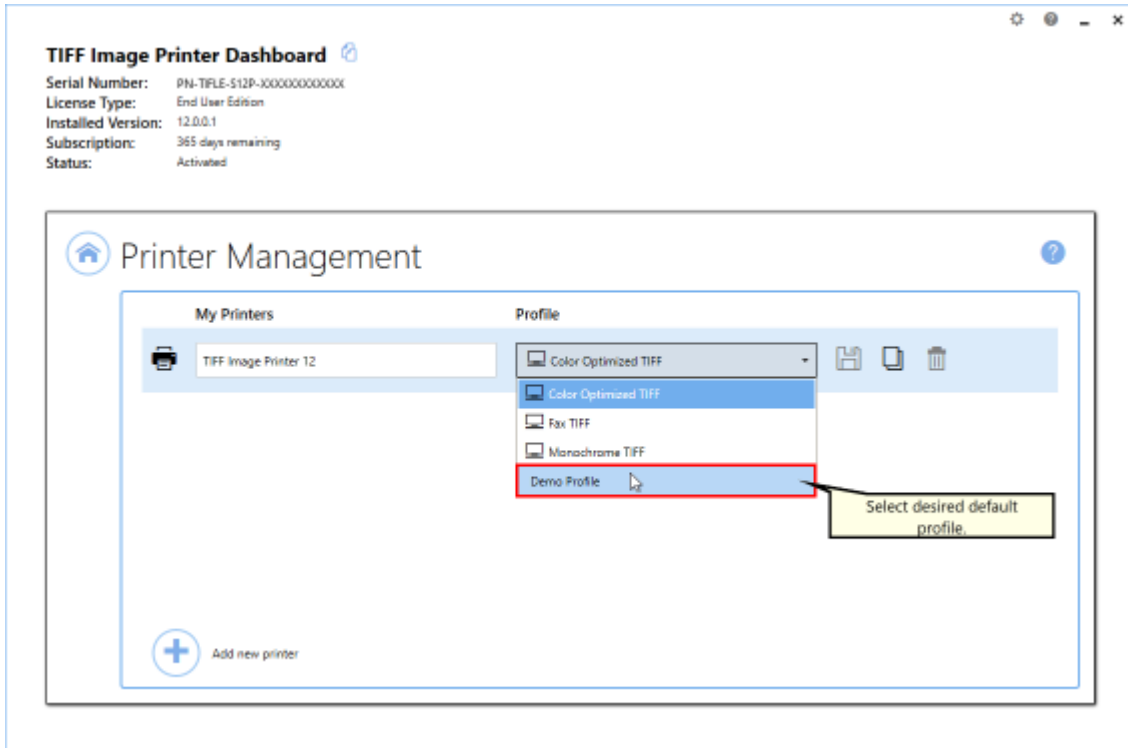 TIFF Image Printer Dashboard
Serial Number: PN-TIFLE-S12P-XXXXXXXXXXXX
License Type: End User Edition
Installed Version: 12.0.0.1
Subscription: 365 days remaining
Status: Activated
Printer Management
My Printers Profile
TIFF Image Printer 12 Color Optimized TIFF
Color Optimized TIFF
Fax TIFF
Monochrome TIFF
Demo Profile
Select desired default
profile.
Add new printer